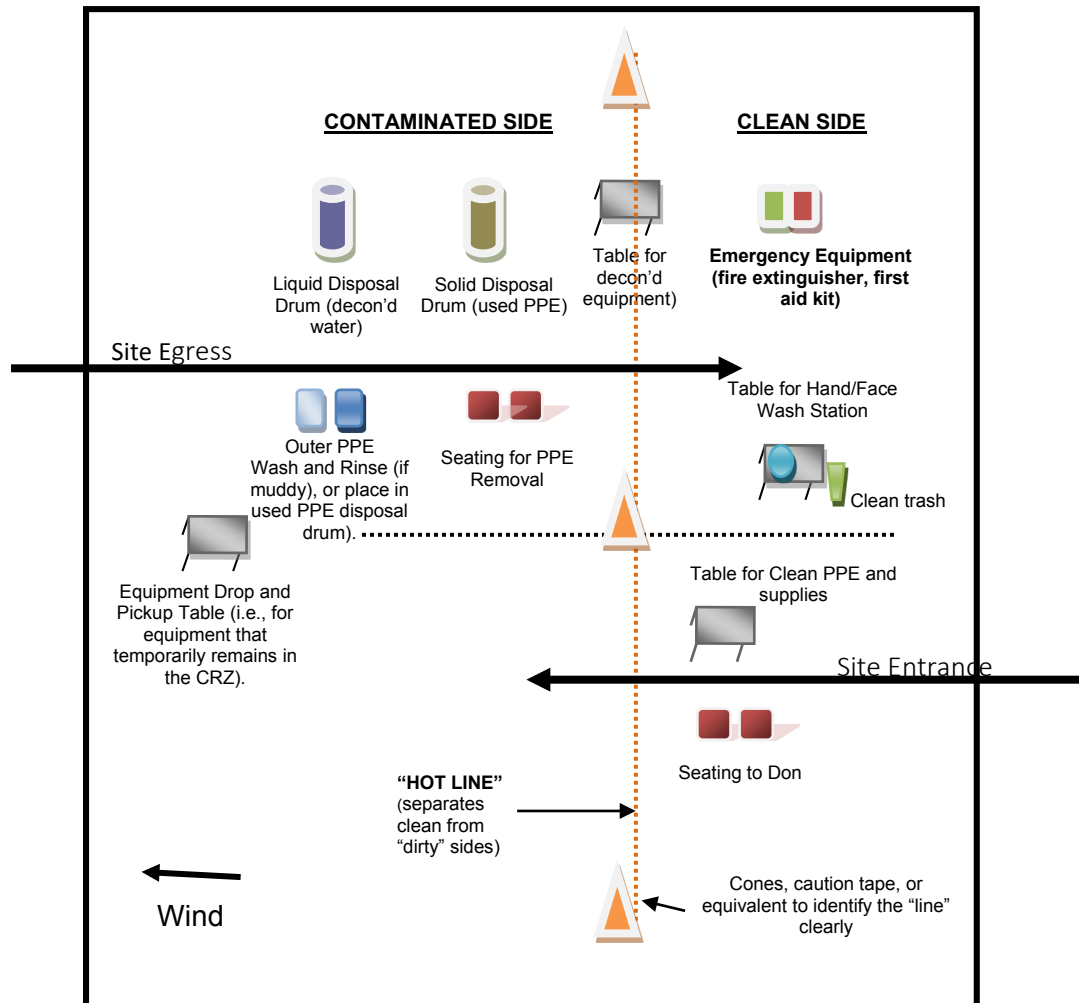 CONTAMINATED SIDE
CLEAN SIDE
Liquid Disposal
Drum (decon'd
water)
Solid Disposal
Drum (used PPE)
Table for
decon'd
equipment)
Emergency Equipment
(fire extinguisher, first
aid kit)
Site Egress
Outer PPE
Wash and Rinse (if
muddy), or place in
used PPE disposal
drum).
Seating for PPE
Removal
Table for Hand/Face
Wash Station
Clean trash
Equipment Drop and
Pickup Table (i.e., for
equipment that
temporarily remains in
the CRZ).
Table for Clean PPE and
supplies
Site Entrance
Seating to Don
“HOT LINE”
(separates
clean from
“dirty” sides)
Wind
Cones, caution tape, or
equivalent to identify the “line”
clearly